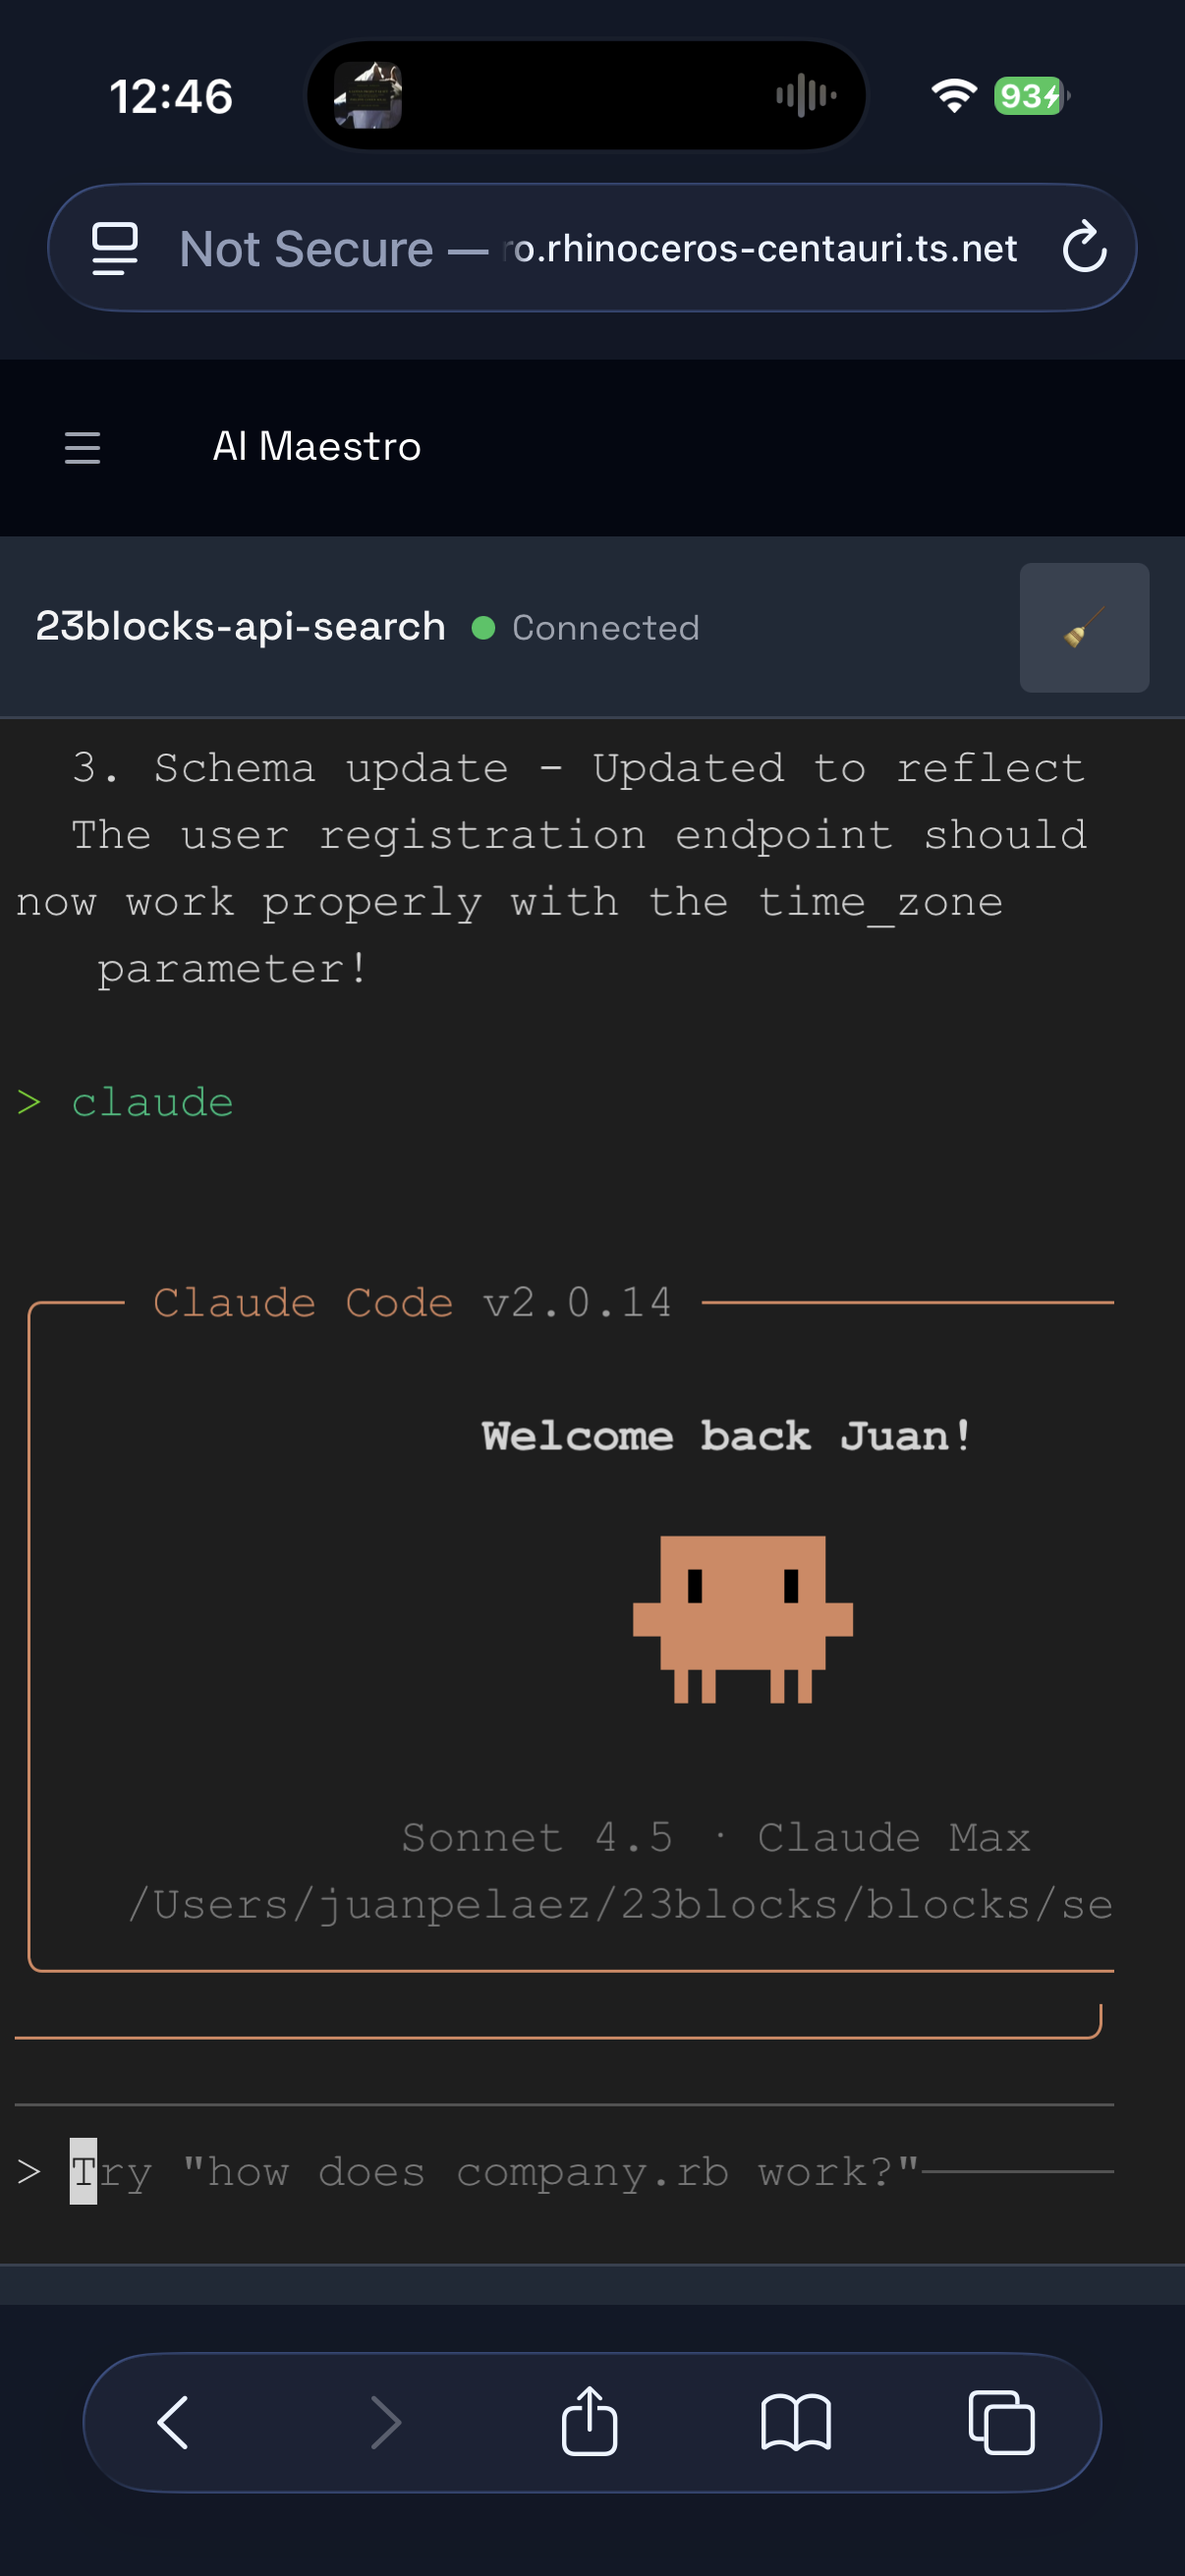 12:46
93
Not Secure — ro.rhinoceros-centauri.ts.net
AI Maestro
23blocks-api-search Connected
3. Schema update - Updated to reflect
The user registration endpoint should
now work properly with the time_zone
parameter!
> claude
Claude Code v2.0.14
Welcome back Juan!
Sonnet 4.5 · Claude Max
/Users/juanpelaez/23blocks/blocks/se
> Try "how does company.rb work?"